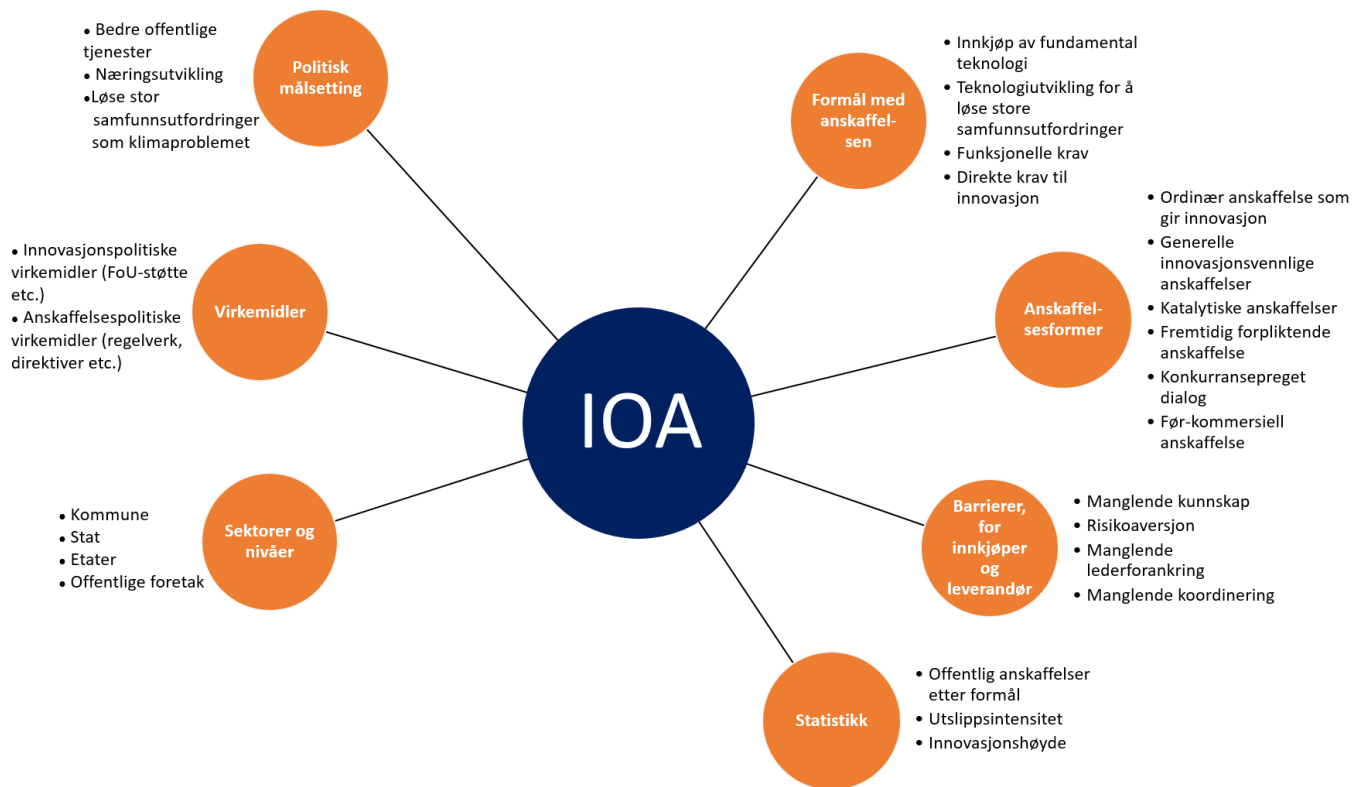 • Bedre offentlige
tjenester
• Næringsutvikling
•Løse stor
samfunnsutfordringer
som klimaproblemet
Politisk
målsetting
Formål med
anskaffel-
sen
• Innkjøp av fundamental
teknologi
• Teknologiutvikling for å
løse store
samfunnsutfordringer
• Funksjonelle krav
• Direkte krav til
innovasjon
• Innovasjonspolitiske
virkemidler (FoU-støtte
etc.)
• Anskaffelsespolitiske
virkemidler (regelverk,
direktiver etc.)
Virkemidler
Anskaffel-
sesformer
• Ordinær anskaffelse som
gir innovasjon
• Generelle
innovasjonsvennlige
anskaffelser
• Katalytiske anskaffelser
• Fremtidig forpliktende
anskaffelse
• Konkurransepreget
dialog
• Før-kommersiell
anskaffelse
IOA
• Kommune
• Stat
• Etater
• Offentlige foretak
Sektorer og
nivåer
Barrierer,
for
innkjøper
og
leverandør
• Manglende kunnskap
• Risikoaversjon
• Manglende
lederforankring
• Manglende koordinering
Statistikk
• Offentlig anskaffelser
etter formål
• Utslippsintensitet
• Innovasjonshøyde